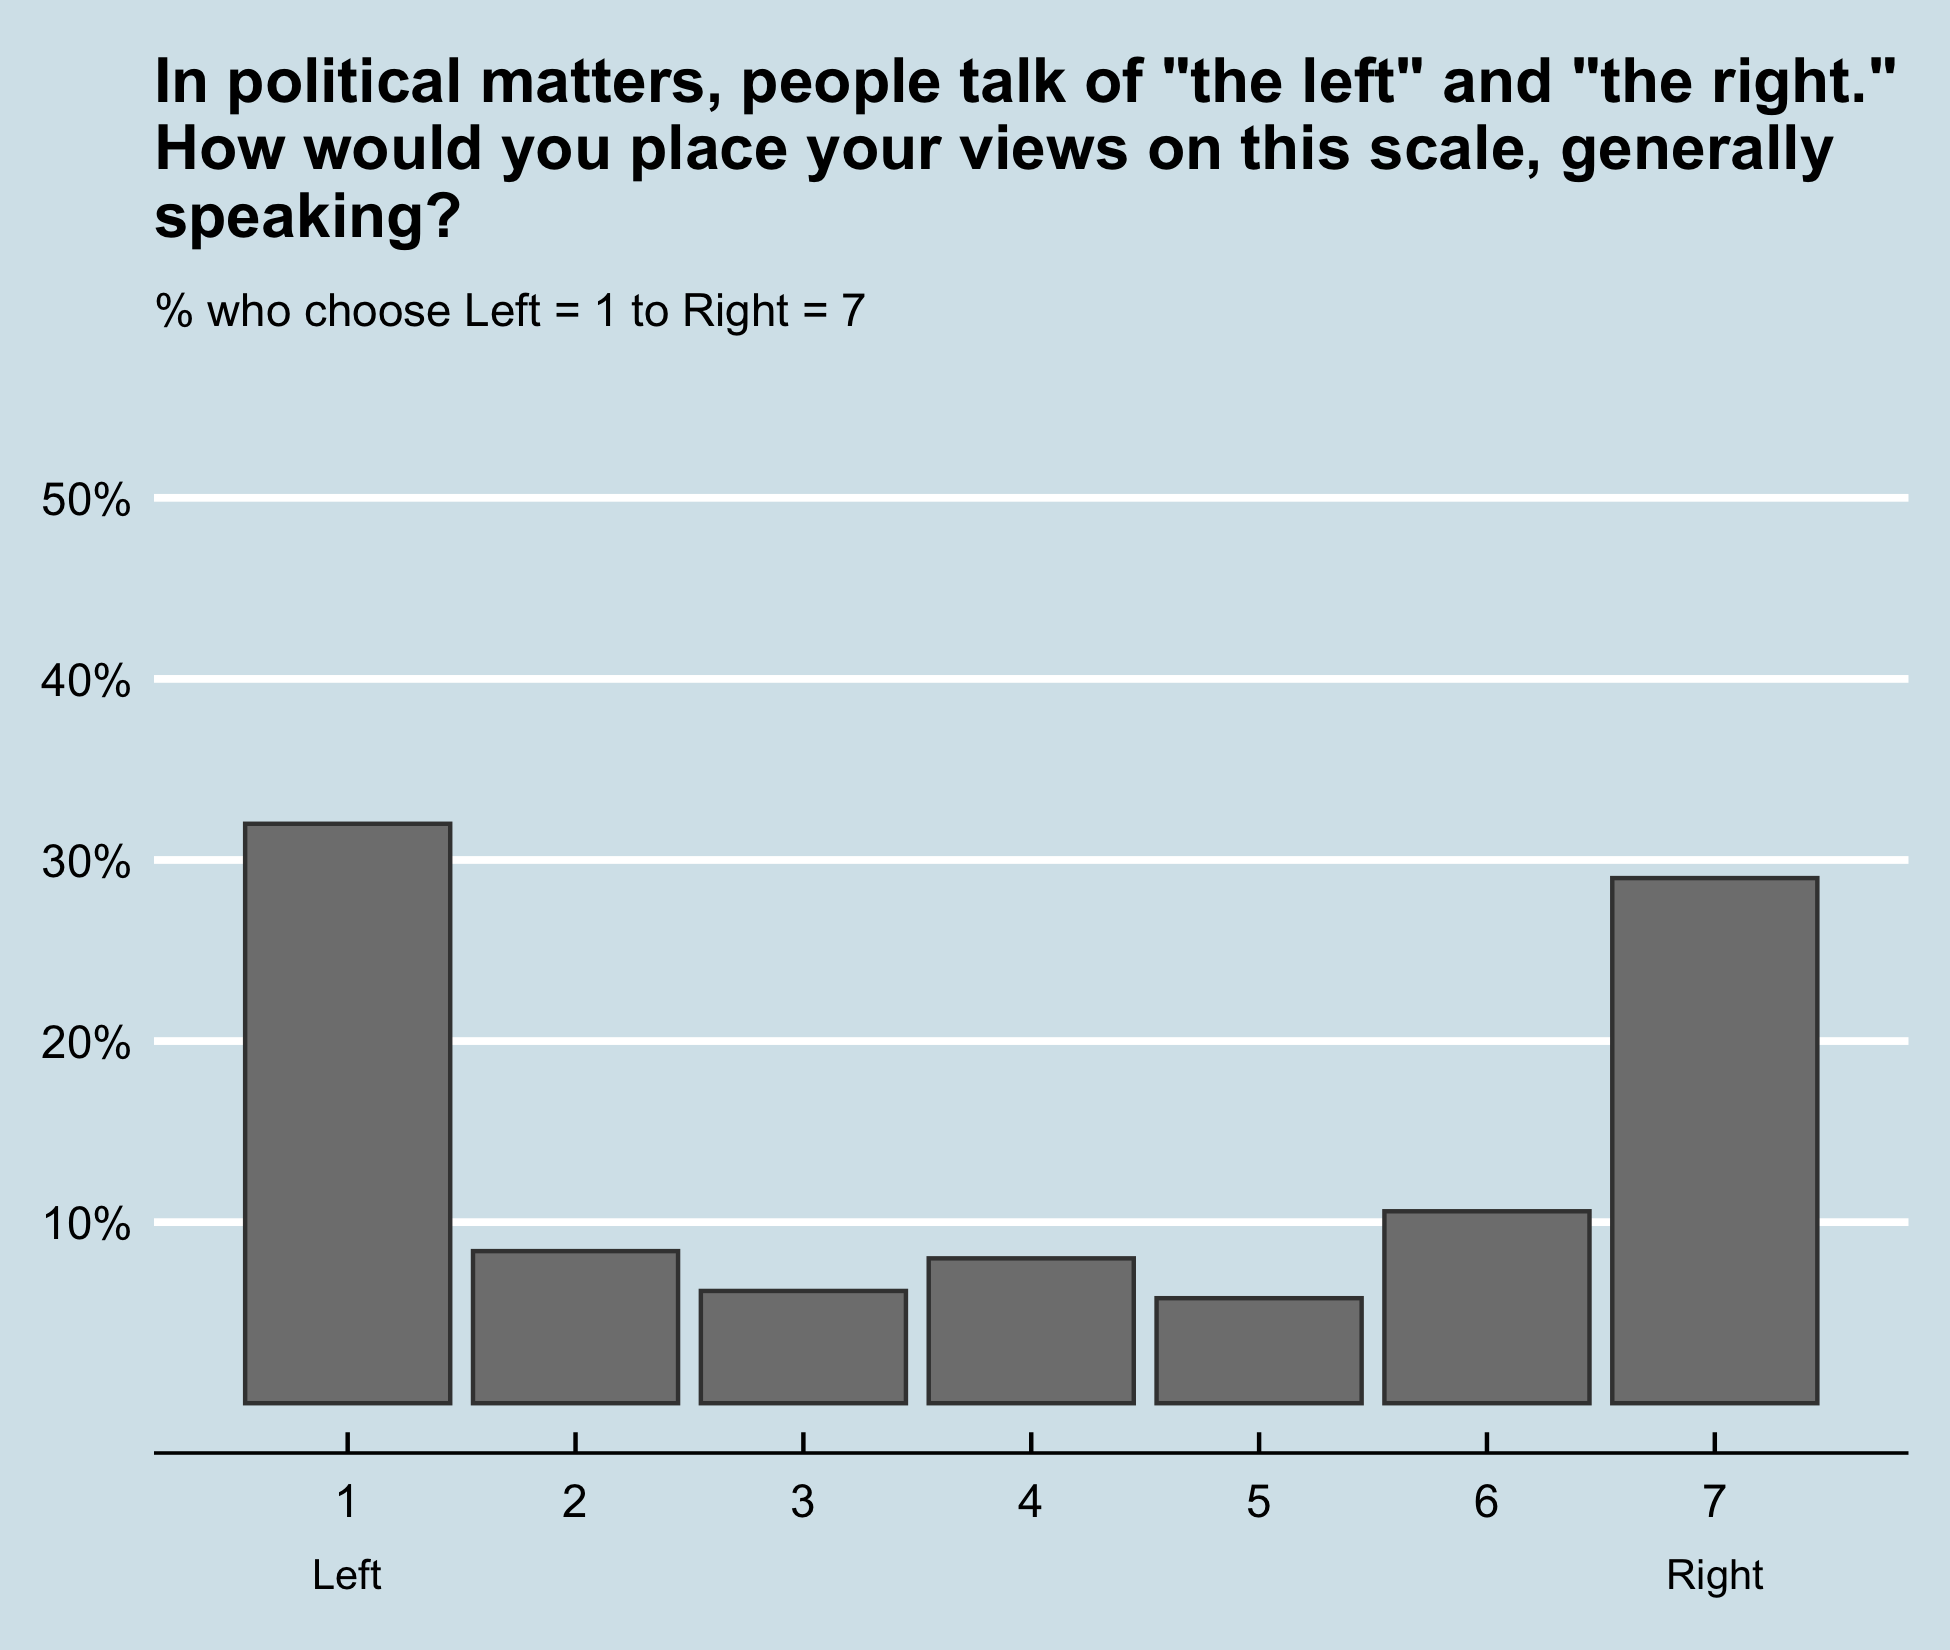 In political matters, people talk of "the left" and "the right."
How would you place your views on this scale, generally
speaking?
% who choose Left = 1 to Right = 7
50%
40%
30%
20%
10%
1 2 3 4 5 6 7
Left Right